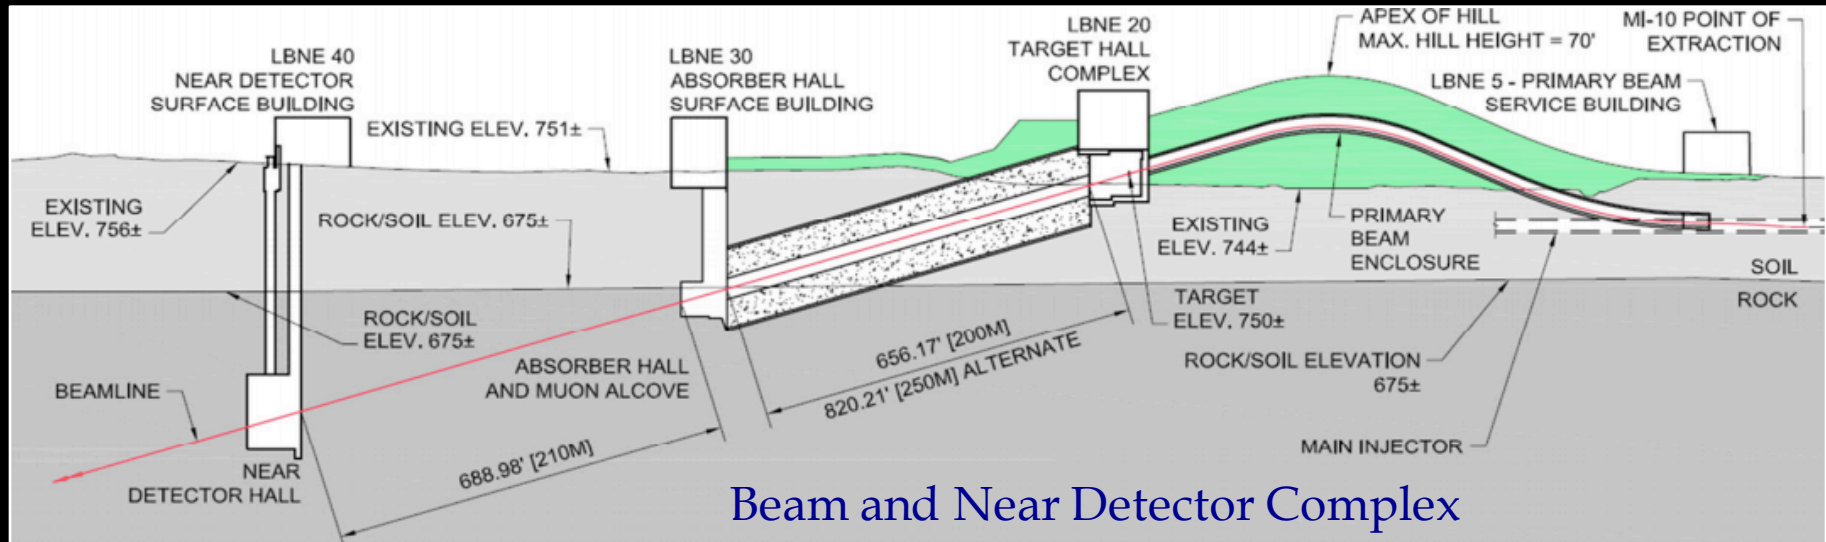 LBNE 40
NEAR DETECTOR
SURFACE BUILDING
EXISTING ELEV. 751±
LBNE 30
ABSORBER HALL
SURFACE BUILDING
LBNE 20
TARGET HALL
COMPLEX
APEX OF HILL
MAX. HILL HEIGHT = 70'
MI-10 POINT OF
EXTRACTION
LBNE 5 - PRIMARY BEAM
SERVICE BUILDING
EXISTING
ELEV. 756±
ROCK/SOIL ELEV. 675±
EXISTING
ELEV. 744±
PRIMARY
BEAM
ENCLOSURE
SOIL
ROCK
ROCK/SOIL
ELEV. 675±
TARGET
ELEV. 750±
ROCK/SOIL ELEVATION
675±
BEAMLINE
ABSORBER HALL
AND MUON ALCOVE
656.17' [200M]
820.21' [250M] ALTERNATE
MAIN INJECTOR
688.98' [210M]
NEAR
DETECTOR HALL
Beam and Near Detector Complex